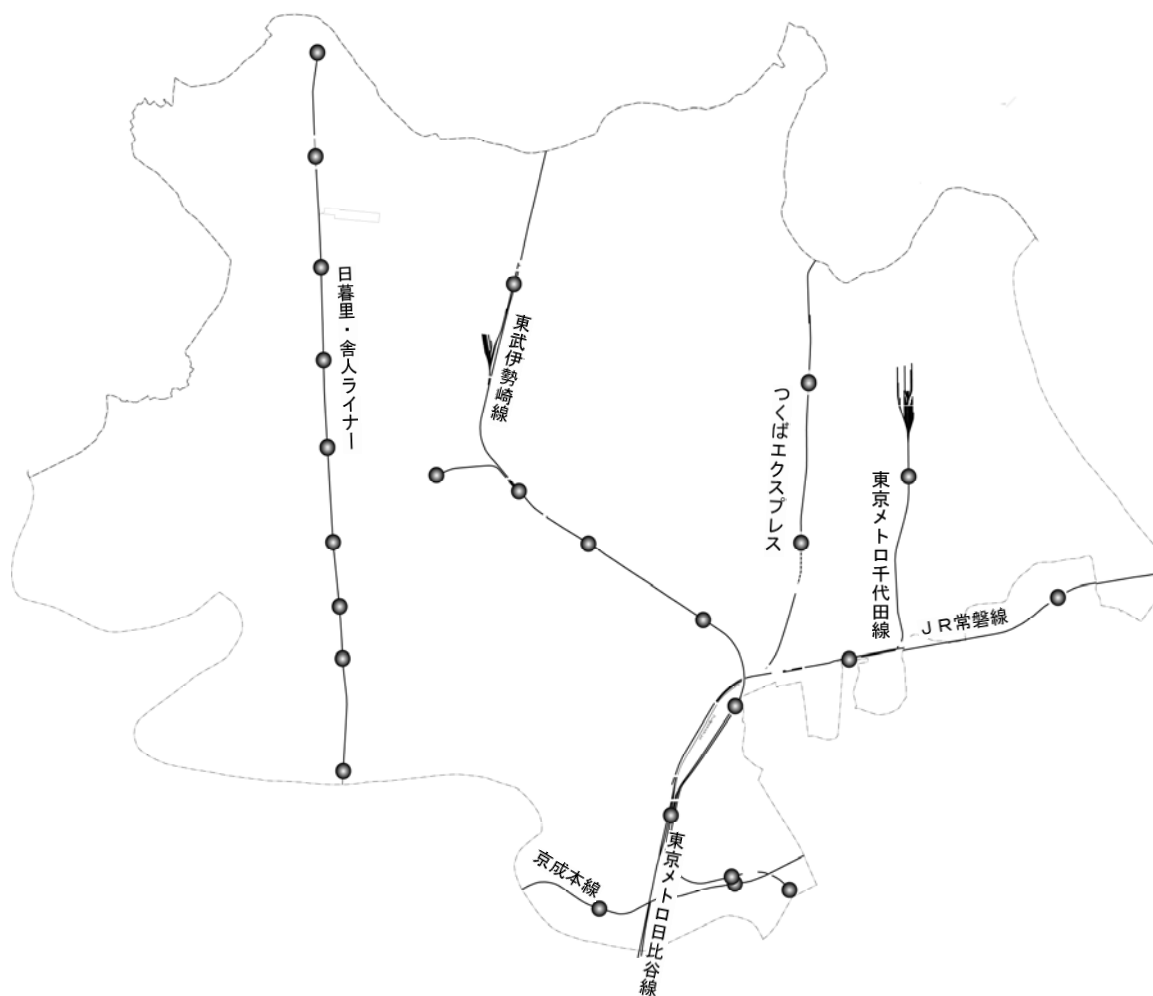 日暮里・舎人ライナー
東武伊勢崎線
つくばエクスプレス
東京メトロ千代田線
ＪＲ常磐線
京成本線
東京メトロ日比谷線